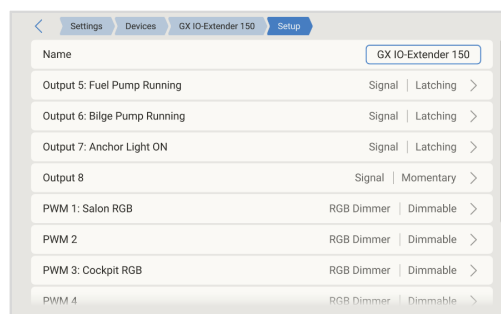 Settings Devices GX IO-Extender 150 Setup
Name GX IO-Extender 150
Output 5: Fuel Pump Running Signal | Latching
Output 6: Bilge Pump Running Signal | Latching
Output 7: Anchor Light ON Signal | Latching
Output 8 Signal | Momentary
PWM 1: Salon RGB RGB Dimmer | Dimmable
PWM 2 RGB Dimmer | Dimmable
PWM 3: Cockpit RGB RGB Dimmer | Dimmable
PWM 4 RGB Dimmer | Dimmable